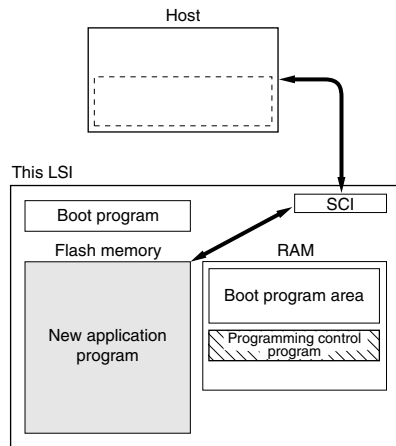 Host
This LSI
SCI
Boot program
Flash memory
RAM
Boot program area
New application
program
Programming control
program